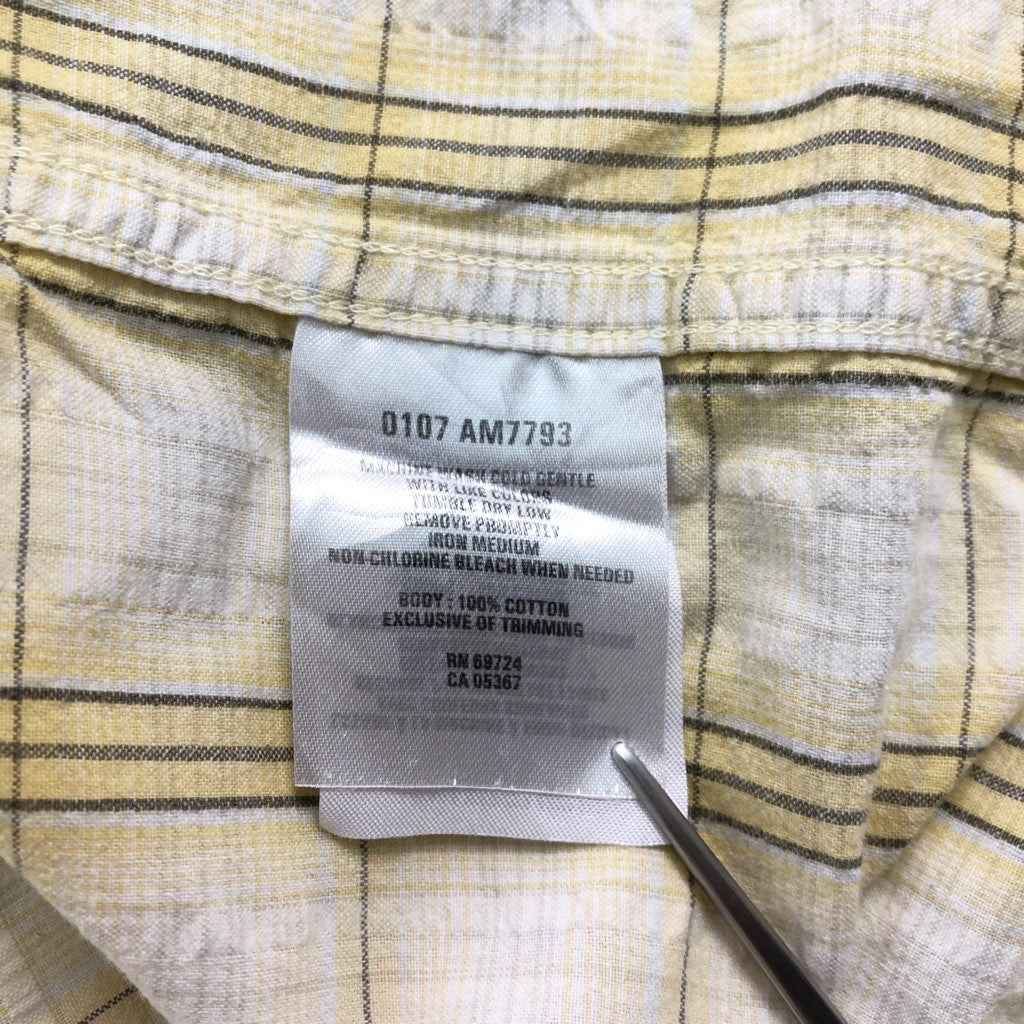 0107 AM7793
MACHINE WASH COLD GENTLE
WITH LIKE COLORS
TUMBLE DRY LOW
REMOVE PROMPTLY
IRON MEDIUM
NON-CHLORINE BLEACH WHEN NEEDED
BODY : 100% COTTON
EXCLUSIVE OF TRIMMING
RN 69724
CA 05367